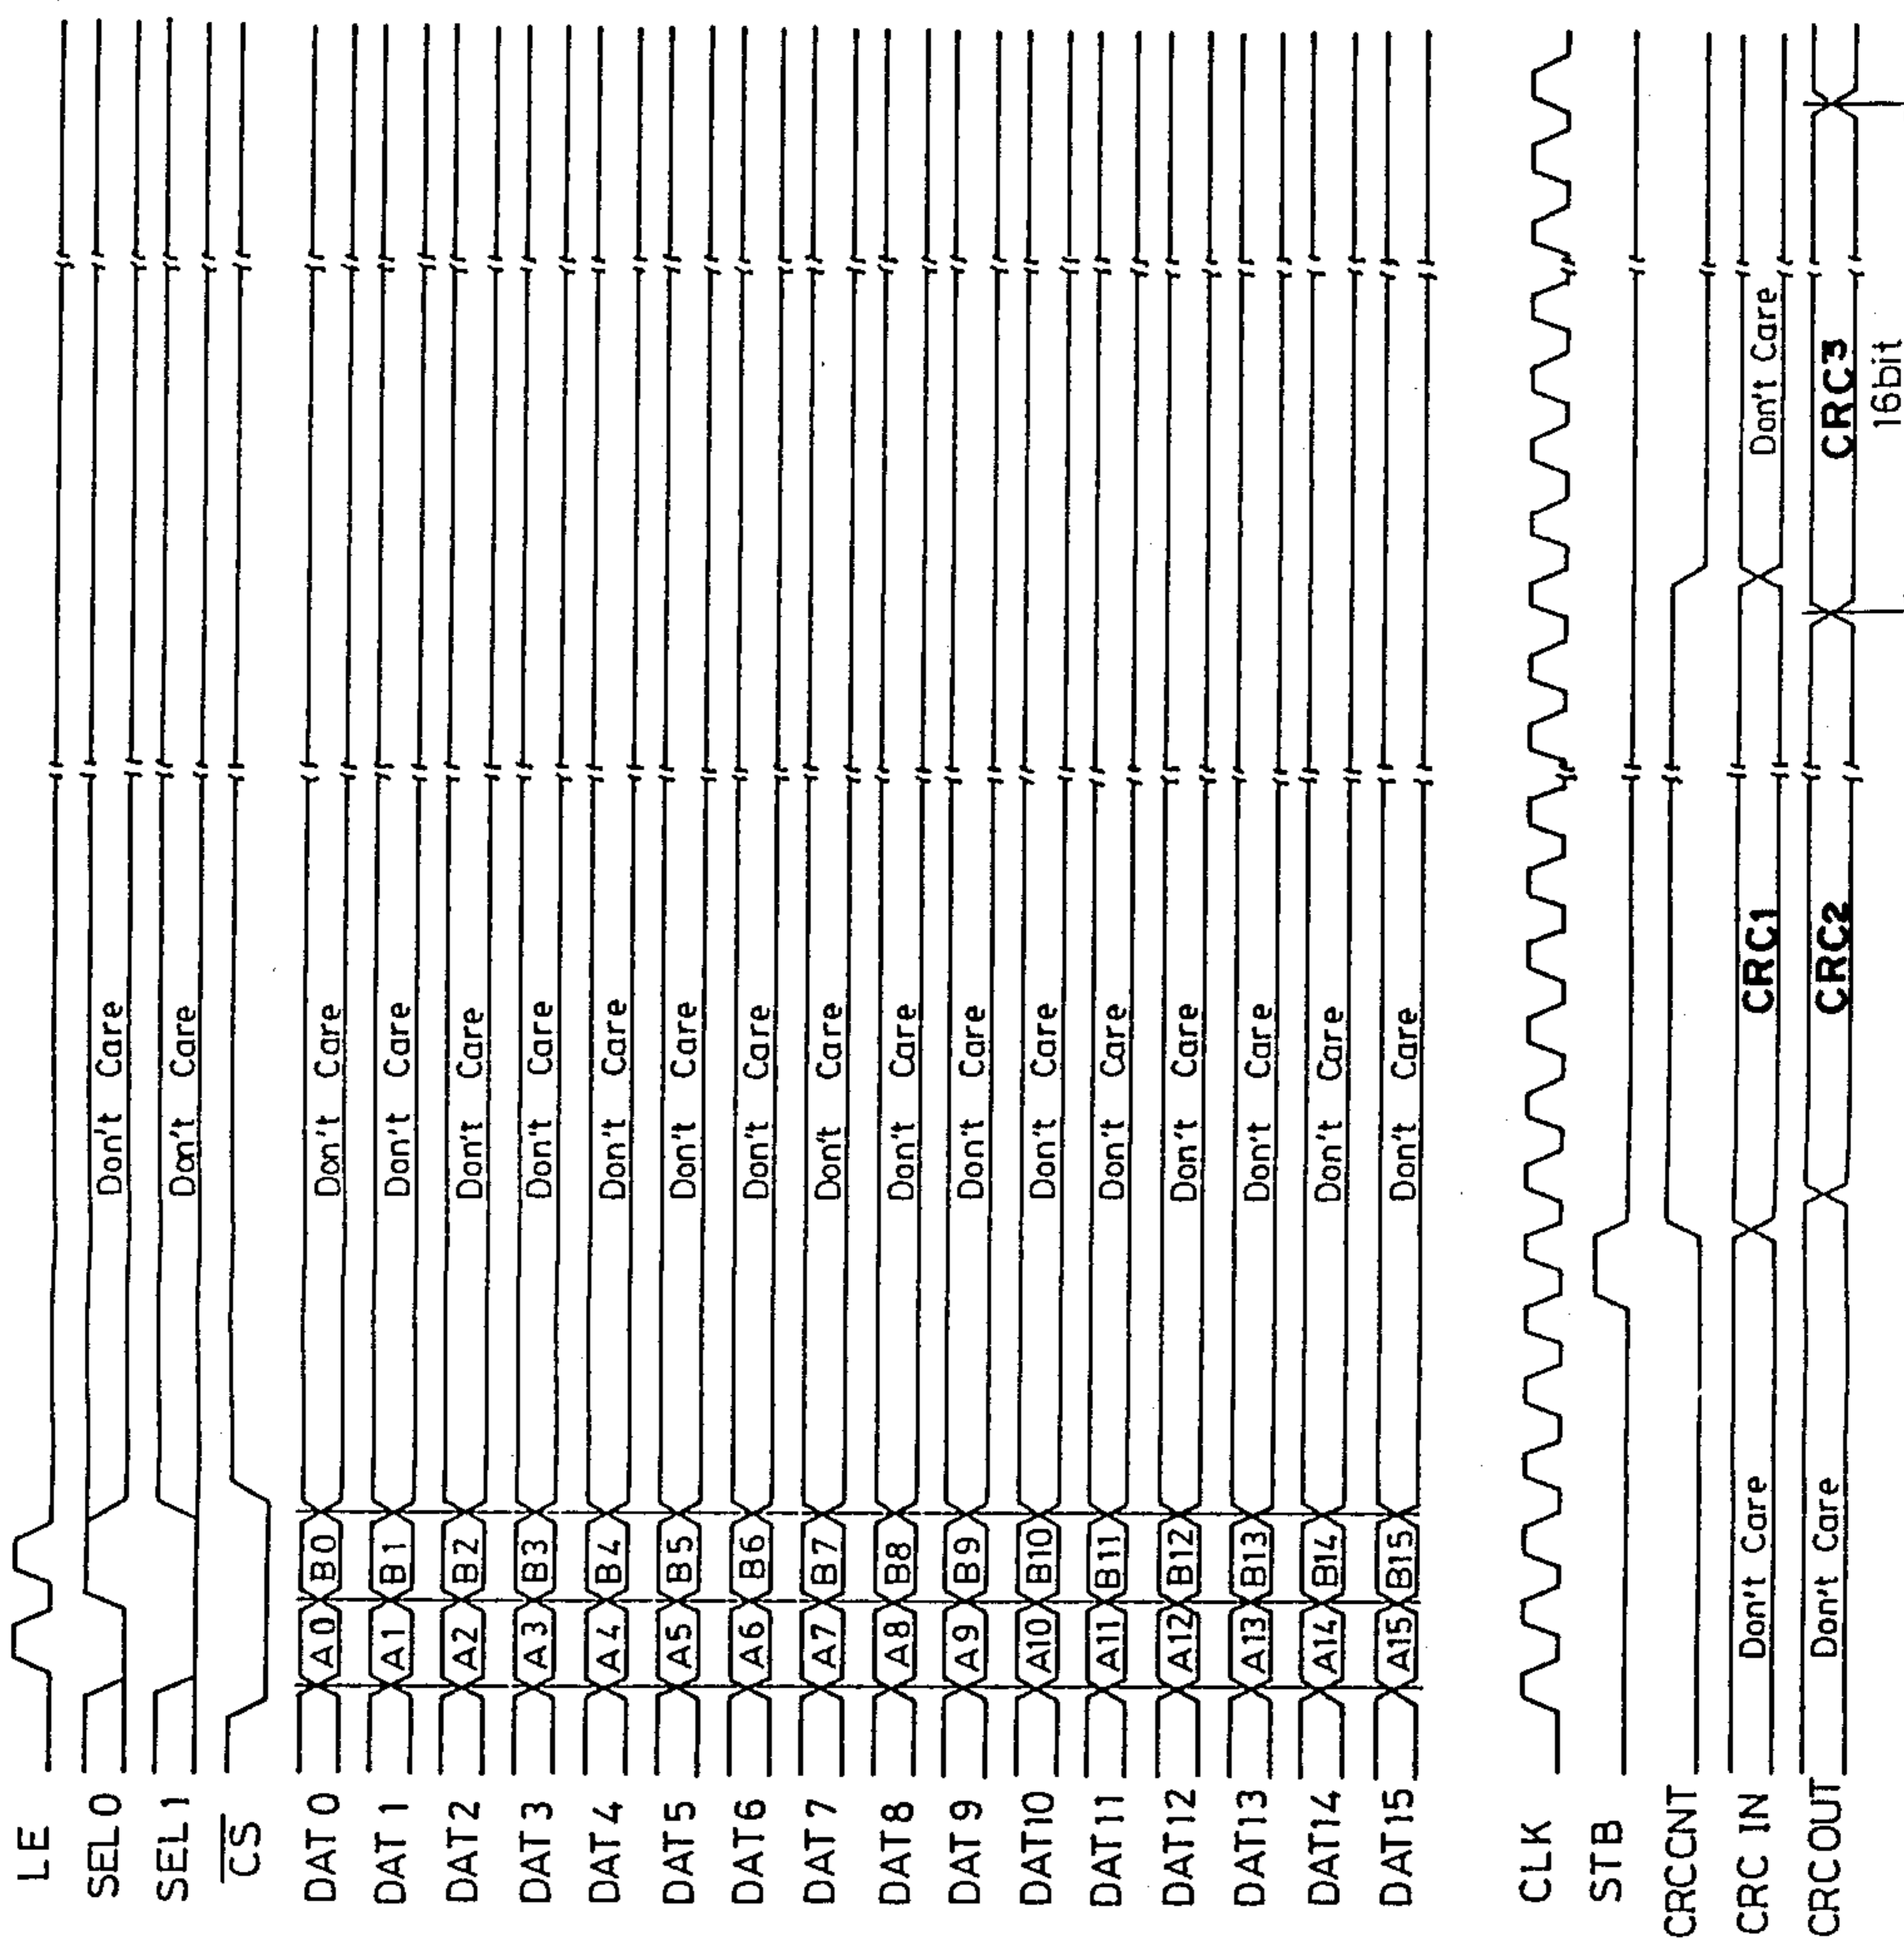 LE
SEL0 Don't Care
SEL1 Don't Care
CS
DAT0 A0 B0 Don't Care
DAT1 A1 B1 Don't Care
DAT2 A2 B2 Don't Care
DAT3 A3 B3 Don't Care
DAT4 A4 B4 Don't Care
DAT5 A5 B5 Don't Care
DAT6 A6 B6 Don't Care
DAT7 A7 B7 Don't Care
DAT8 A8 B8 Don't Care
DAT9 A9 B9 Don't Care
DAT10 A10 B10 Don't Care
DAT11 A11 B11 Don't Care
DAT12 A12 B12 Don't Care
DAT13 A13 B13 Don't Care
DAT14 A14 B14 Don't Care
DAT15 A15 B15 Don't Care
CLK
STB
CRCCNT
CRC IN Don't Care CRC1 Don't Care
CRCOUT Don't Care CRC2 CRC3
16bit